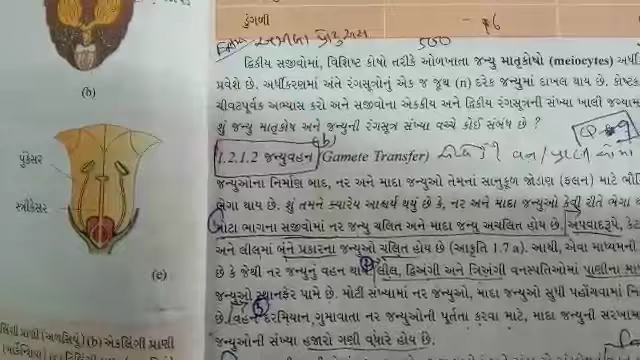 ડુંગળી
(b)
પુંકેસર
સ્ત્રીકેસર
(c)
લિંગી પ્રાણી (અળસિયું) (b) એકલિંગી પ્રાણી
500
દ્વિકીય સજીવોમાં, વિશિષ્ટ કોષો તરીકે ઓળખાતા જન્યુ માતૃકોષો (meiocytes) અર્ધી
પ્રવેશે છે. અર્ધીકરણમાં અંતે રંગસૂત્રોનું એક જ જૂથ (n) દરેક જન્યુમાં દાખલ થાય છે. કોષ્ટક
ચીવટપૂર્વક અભ્યાસ કરો અને સજીવોના એકકીય અને દ્વિકીય રંગસૂત્રની સંખ્યા ખાલી જગ્યામાં
શું જન્યુ માતૃકોષ અને જન્યુની રંગસૂત્ર સંખ્યા વચ્ચે કોઈ સંબંધ છે ?
1.2.1.2 જન્યુવહન (Gamete Transfer)
જન્યુઓના નિર્માણ બાદ, નર અને માદા જન્યુઓ તેમનાં સાનુકૂળ જોડાણ (ફલન) માટે ભૌતિ
ભેગા થાય છે. શું તમને ક્યારેય આશ્ચર્ય થયું છે કે, નર અને માદા જન્યુઓ કેવી રીતે ભેગા થ
મોટા ભાગના સજીવોમાં નર જન્યુ ચલિત અને માદા જન્યુ અચલિત હોય છે. અપવાદરૂપે, કેટ
અને લીલમાં બંને પ્રકારના જન્યુઓ ચલિત હોય છે (આકૃતિ 1.7 a). આથી, એવા માધ્યમની
છે કે જેથી નર જન્યુનું વહન થાય. લીલ, દ્વિઅંગી અને ત્રિઅંગી વનસ્પતિઓમાં પાણીના મા
જન્યુઓ સ્થાનફેર પામે છે. મોટી સંખ્યામાં નર જન્યુઓ, માદા જન્યુઓ સુધી પહોંચવામાં નિ
છે. વહન દરમિયાન ગુમાવાતા નર જન્યુઓની પૂર્તતા કરવા માટે, માદા જન્યુની સરખામ
જન્યુઓની સંખ્યા હજારો ગણી વધારે હોય છે.